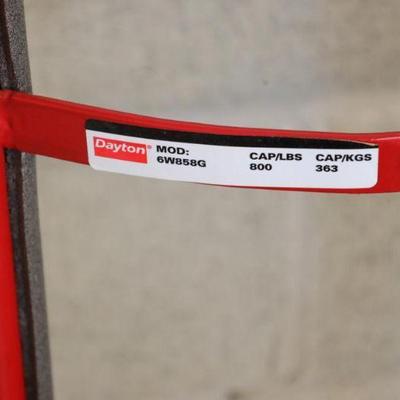 Dayton® MOD: CAP/LBS CAP/KGS
6W858G 800 363